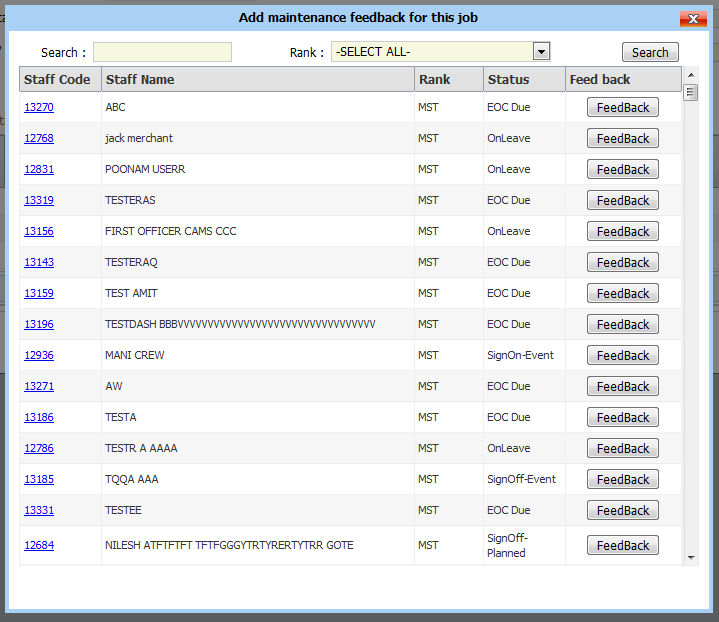 Add maintenance feedback for this job
Search : Rank : -SELECT ALL- Search
Staff Code Staff Name Rank Status Feed back
13270 ABC MST EOC Due FeedBack
12768 jack merchant MST OnLeave FeedBack
12831 POONAM USERR MST OnLeave FeedBack
13319 TESTERAS MST EOC Due FeedBack
13156 FIRST OFFICER CAMS CCC MST OnLeave FeedBack
13143 TESTERAQ MST EOC Due FeedBack
13159 TEST AMIT MST EOC Due FeedBack
13196 TESTDASH BBBVVVVVVVVVVVVVVVVVVVVVVVVVVVVVVVVV MST EOC Due FeedBack
12936 MANI CREW MST SignOn-Event FeedBack
13271 AW MST EOC Due FeedBack
13186 TESTA MST EOC Due FeedBack
12786 TESTR A AAAA MST OnLeave FeedBack
13185 TQQA AAA MST SignOff-Event FeedBack
13331 TESTEE MST EOC Due FeedBack
12684 NILESH ATFTFTFT TFTFGGGYTRTYRERTYTRR GOTE MST SignOff-
Planned FeedBack